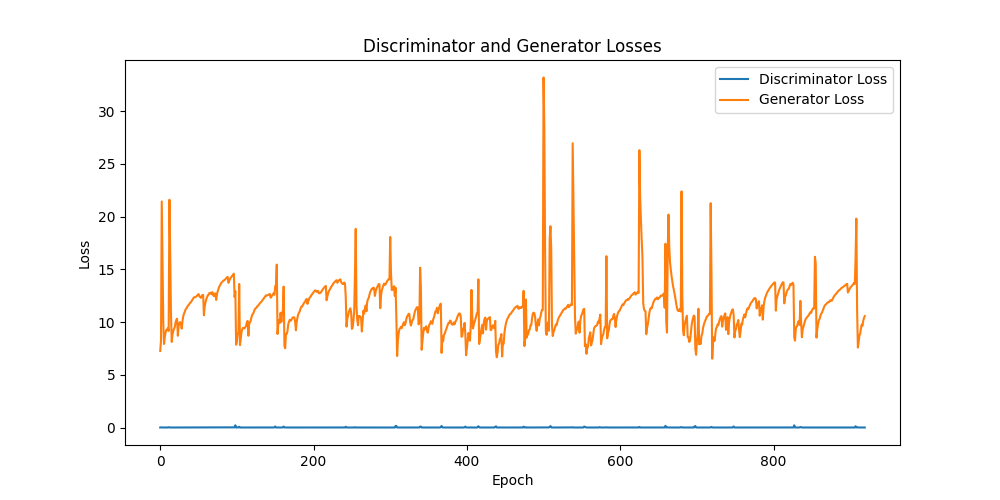 Discriminator and Generator Losses
Discriminator Loss
Generator Loss
30
25
20
15
10
5
0
Loss
0 200 400 600 800
Epoch